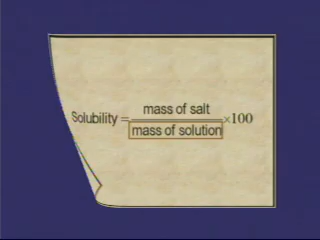 Solubility = mass of salt / mass of solution ×100